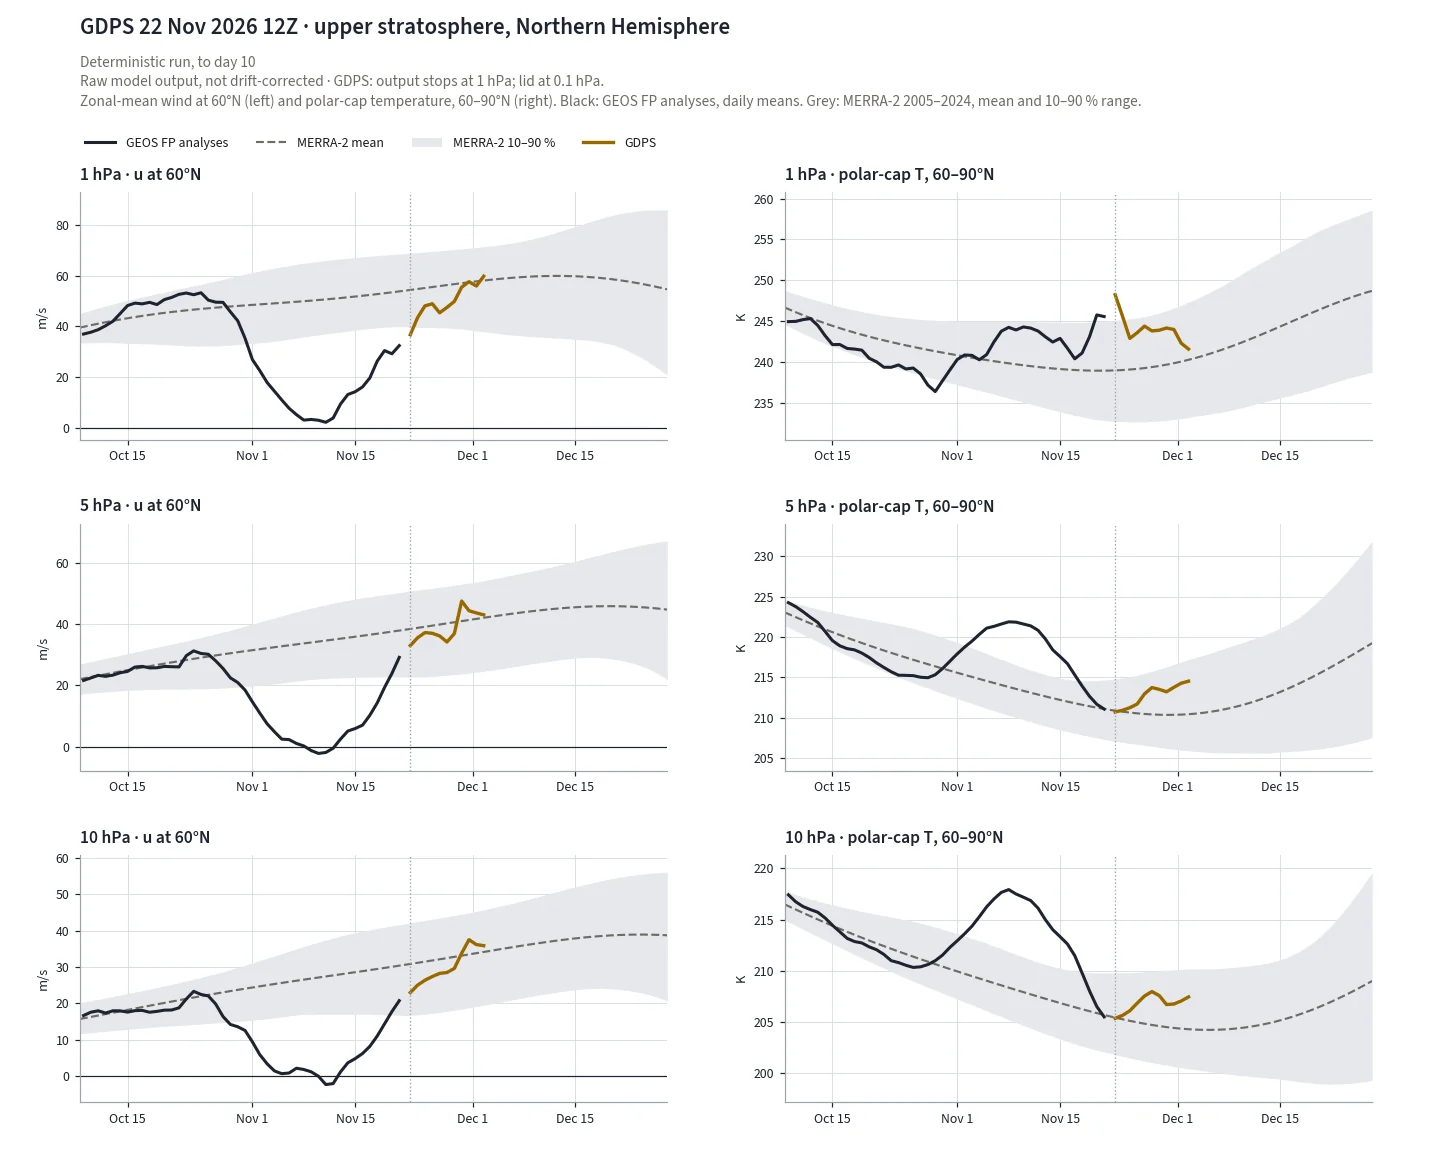 GDPS 22 Nov 2026 12Z · upper stratosphere, Northern Hemisphere
Deterministic run, to day 10
Raw model output, not drift-corrected · GDPS: output stops at 1 hPa; lid at 0.1 hPa.
Zonal-mean wind at 60°N (left) and polar-cap temperature, 60–90°N (right). Black: GEOS FP analyses, daily means. Grey: MERRA-2 2005–2024, mean and 10–90 % range.
GEOS FP analyses MERRA-2 mean MERRA-2 10–90 % GDPS
1 hPa · u at 60°N
80
60
40
20
0
m/s
Oct 15 Nov 1 Nov 15 Dec 1 Dec 15
1 hPa · polar-cap T, 60–90°N
260
255
250
245
240
235
K
Oct 15 Nov 1 Nov 15 Dec 1 Dec 15
5 hPa · u at 60°N
60
40
20
0
m/s
Oct 15 Nov 1 Nov 15 Dec 1 Dec 15
5 hPa · polar-cap T, 60–90°N
230
225
220
215
210
205
K
Oct 15 Nov 1 Nov 15 Dec 1 Dec 15
10 hPa · u at 60°N
60
50
40
30
20
10
0
m/s
Oct 15 Nov 1 Nov 15 Dec 1 Dec 15
10 hPa · polar-cap T, 60–90°N
220
215
210
205
200
K
Oct 15 Nov 1 Nov 15 Dec 1 Dec 15